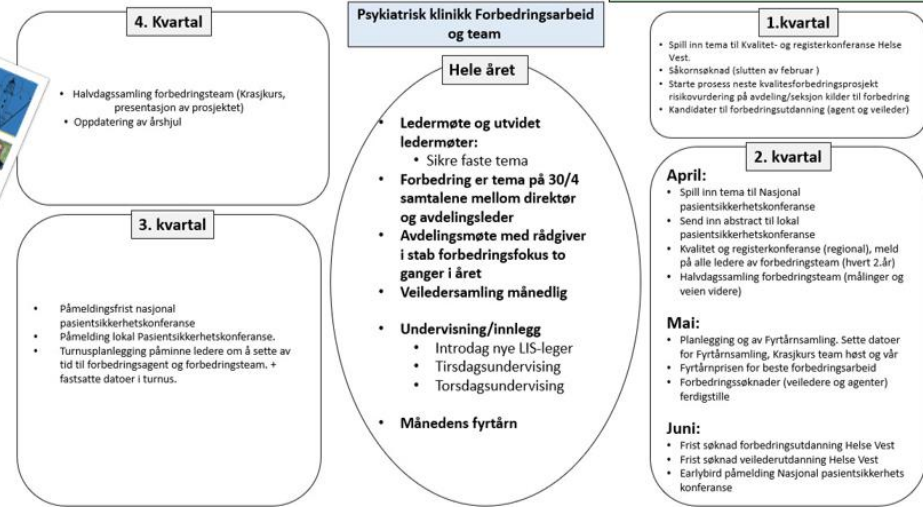 Psykiatrisk klinikk Forbedringsarbeid
og team
Hele året
• Ledermøte og utvidet
ledermøter:
• Sikre faste tema
• Forbedring er tema på 30/4
samtalene mellom direktør
og avdelingsleder
• Avdelingsmøte med rådgiver
i stab forbedringsfokus to
ganger i året
• Veiledersamling månedlig
• Undervisning/innlegg
• Introdag nye LIS-leger
• Tirsdagsundervising
• Torsdagsundervising
• Månedens fyrtårn
1.kvartal
• Spill inn tema til Kvalitet- og registerkonferanse Helse
Vest.
• Såkornsøknad (slutten av februar )
• Starte prosess neste kvalitesforbedringsprosjekt
risikovurdering på avdeling/seksjon kilder til forbedring
• Kandidater til forbedringsutdanning (agent og veileder)
2. kvartal
April:
• Spill inn tema til Nasjonal
pasientsikkerhetskonferanse
• Send inn abstract til lokal
pasientsikkerhetskonferanse
• Kvalitet og registerkonferanse (regional), meld
på alle ledere av forbedringsteam (hvert 2.år)
• Halvdagssamling forbedringsteam (målinger og
veien videre)
Mai:
• Planlegging og av Fyrtårnsamling. Sette datoer
for Fyrtårnsamling, Krasjkurs team høst og vår
• Fyrtårnprisen for beste forbedringsarbeid
• Forbedringssøknader (veiledere og agenter)
ferdigstille
Juni:
• Frist søknad forbedringsutdanning Helse Vest
• Frist søknad veilederutdanning Helse Vest
• Earlybird påmelding Nasjonal pasientsikkerhets
konferanse
3. kvartal
• Påmeldingsfrist nasjonal
pasientsikkerhetskonferanse
• Påmelding lokal Pasientsikkerhetskonferanse.
• Turnusplanlegging påminne ledere om å sette av
tid til forbedringsagent og forbedringsteam. +
fastsatte datoer i turnus.
4. Kvartal
• Halvdagssamling forbedringsteam (Krasjkurs,
presentasjon av prosjektet)
• Oppdatering av årshjul